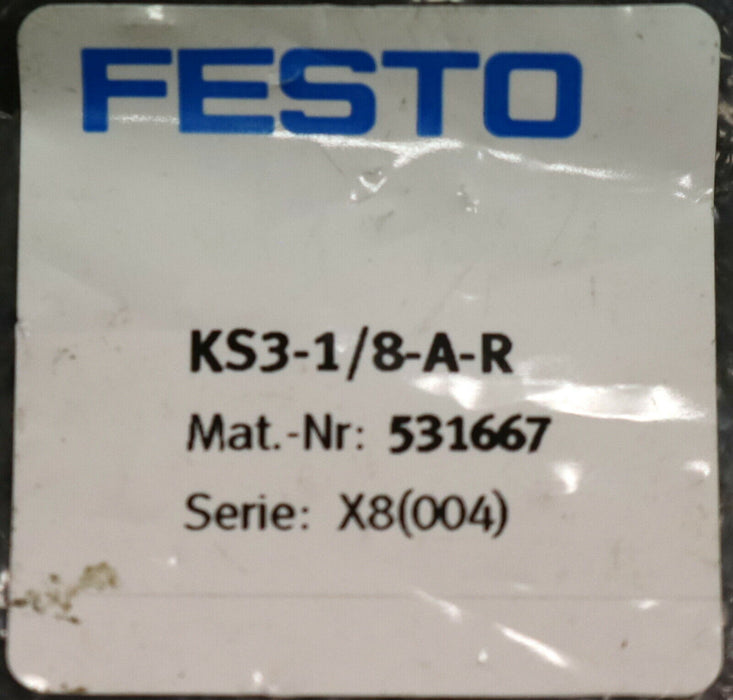 FESTO
KS3-1/8-A-R
Mat.-Nr: 531667
Serie: X8(004)